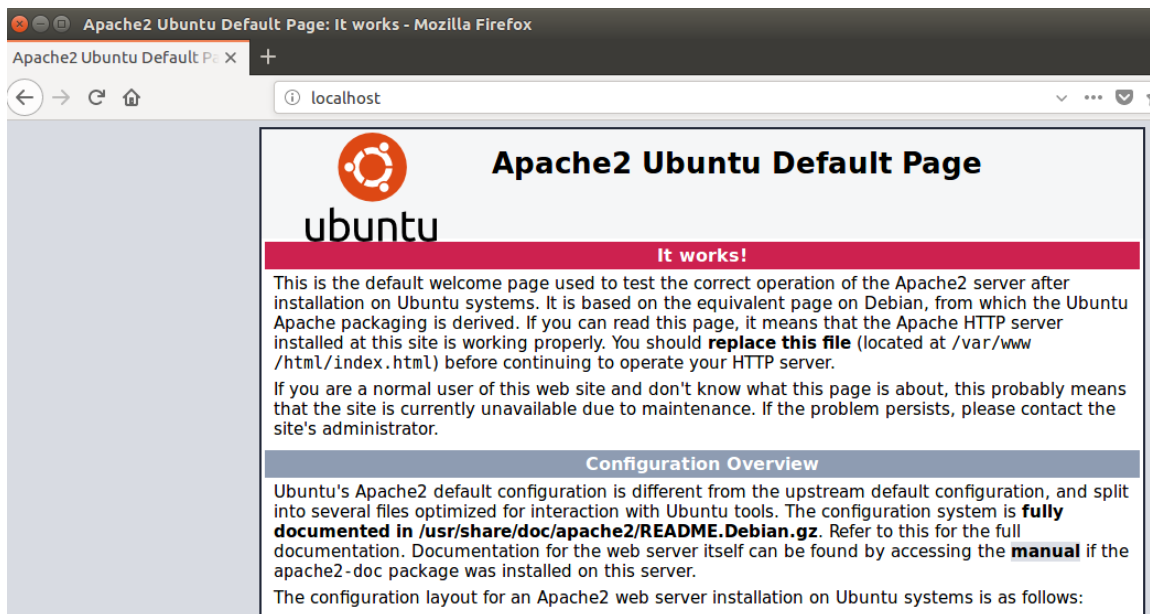 Apache2 Ubuntu Default Page: It works - Mozilla Firefox
Apache2 Ubuntu Default Pa
localhost
ubuntu
Apache2 Ubuntu Default Page
It works!
This is the default welcome page used to test the correct operation of the Apache2 server after
installation on Ubuntu systems. It is based on the equivalent page on Debian, from which the Ubuntu
Apache packaging is derived. If you can read this page, it means that the Apache HTTP server
installed at this site is working properly. You should replace this file (located at /var/www
/html/index.html) before continuing to operate your HTTP server.
If you are a normal user of this web site and don't know what this page is about, this probably means
that the site is currently unavailable due to maintenance. If the problem persists, please contact the
site's administrator.
Configuration Overview
Ubuntu's Apache2 default configuration is different from the upstream default configuration, and split
into several files optimized for interaction with Ubuntu tools. The configuration system is fully
documented in /usr/share/doc/apache2/README.Debian.gz. Refer to this for the full
documentation. Documentation for the web server itself can be found by accessing the manual if the
apache2-doc package was installed on this server.
The configuration layout for an Apache2 web server installation on Ubuntu systems is as follows: